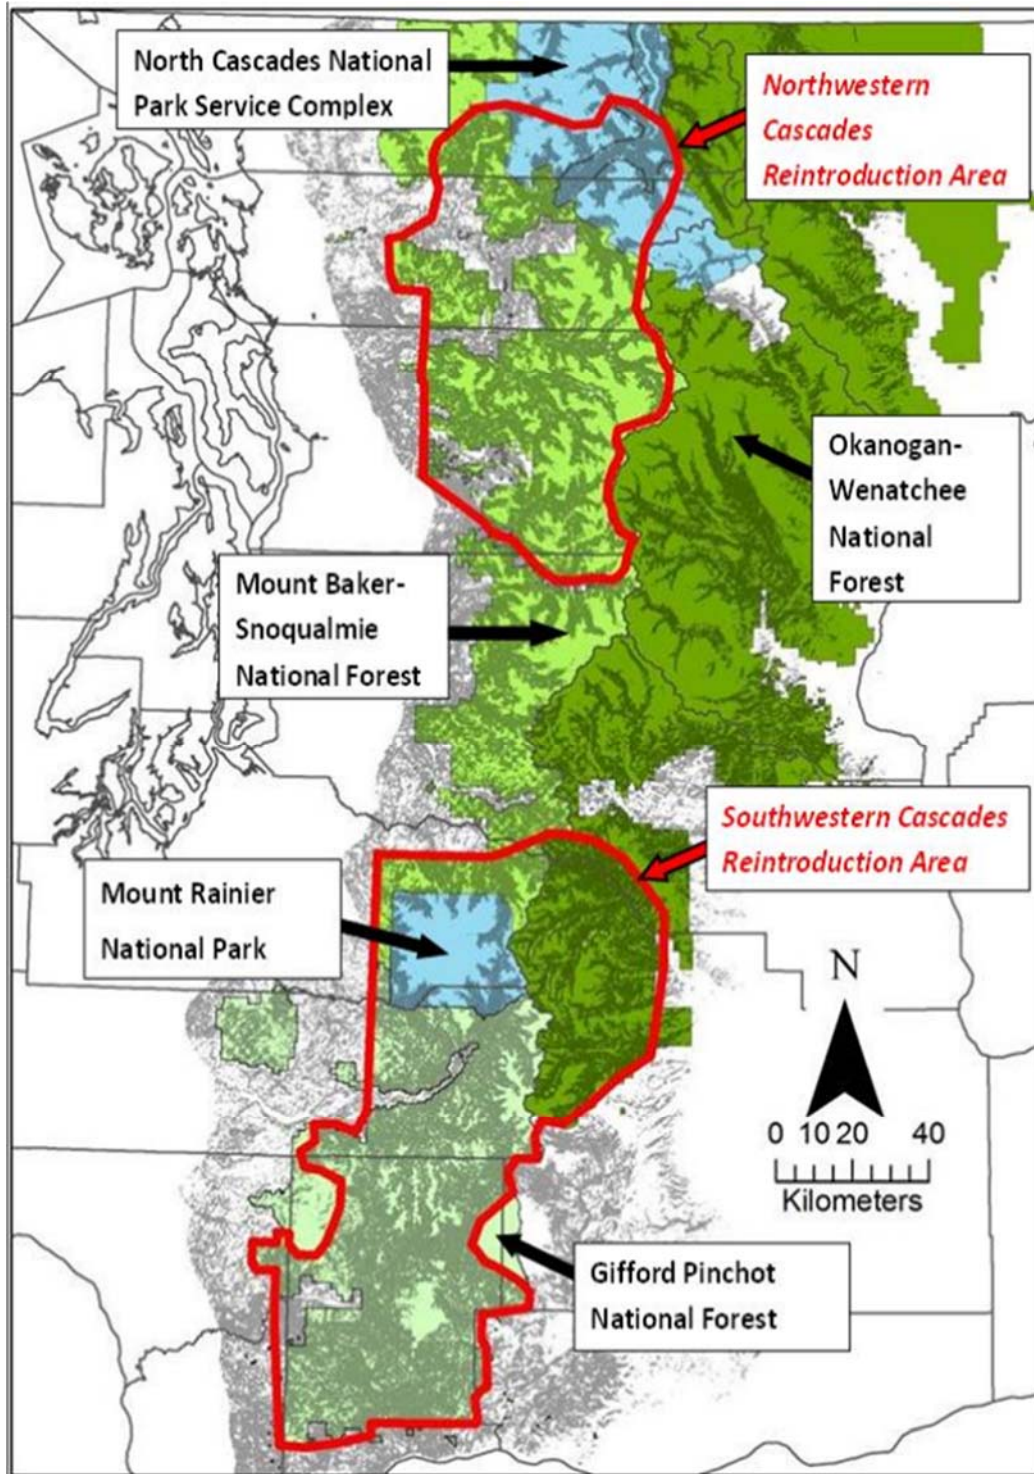 North Cascades National
Park Service Complex
Northwestern
Cascades
Reintroduction Area
Okanogan-
Wenatchee
National
Forest
Mount Baker-
Snoqualmie
National Forest
Southwestern Cascades
Reintroduction Area
Mount Rainier
National Park
N
0 10 20 40
Kilometers
Gifford Pinchot
National Forest